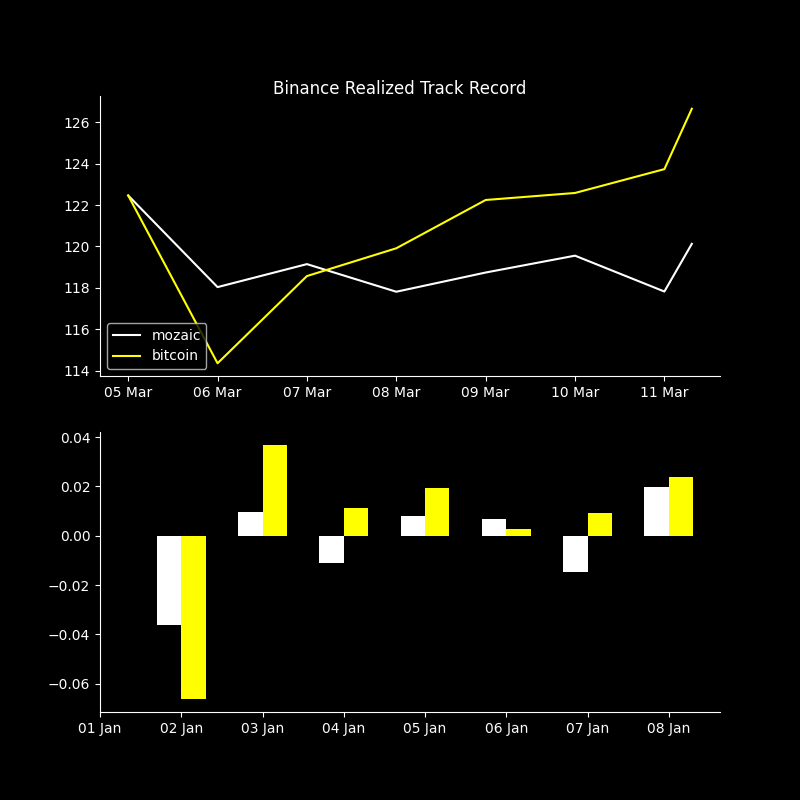 Binance Realized Track Record
126
124
122
120
118
116
114
mozaic
bitcoin
05 Mar 06 Mar 07 Mar 08 Mar 09 Mar 10 Mar 11 Mar
0.04
0.02
0.00
−0.02
−0.04
−0.06
01 Jan 02 Jan 03 Jan 04 Jan 05 Jan 06 Jan 07 Jan 08 Jan